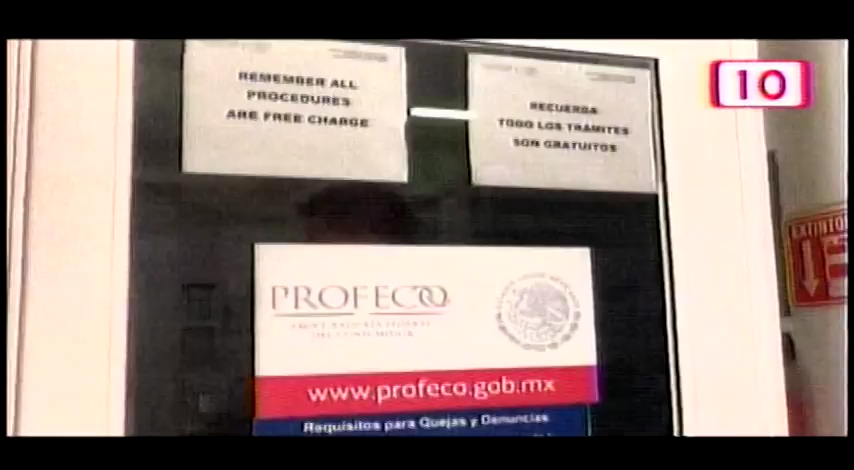 REMEMBER ALL
PROCEDURES
ARE FREE CHARGE
RECUERDA
TODO LOS TRÁMITES
SON GRATUITOS
10
EXTINTO
PROFECO
www.profeco.gob.mx
Requisitos para Quejas y Denuncias